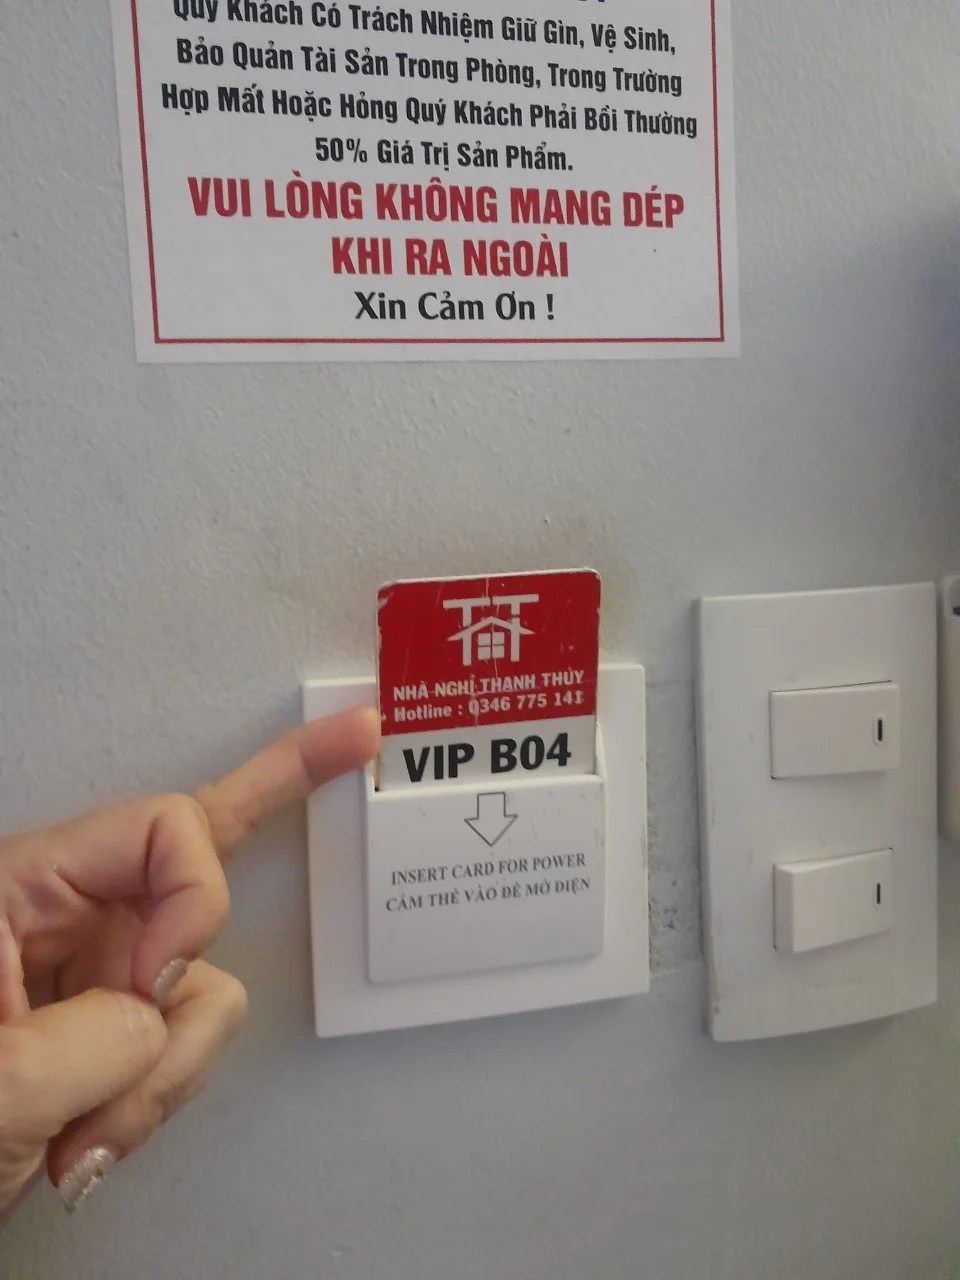 Quý Khách Có Trách Nhiệm Giữ Gìn, Vệ Sinh,
Bảo Quản Tài Sản Trong Phòng, Trong Trường
Hợp Mất Hoặc Hỏng Quý Khách Phải Bồi Thường
50% Giá Trị Sản Phẩm.
VUI LÒNG KHÔNG MANG DÉP
KHI RA NGOÀI
Xin Cảm Ơn !
TT
NHÀ NGHỈ THANH THỦY
Hotline : 0346 775 141
VIP B04
INSERT CARD FOR POWER
CẮM THẺ VÀO ĐỂ MỞ ĐIỆN